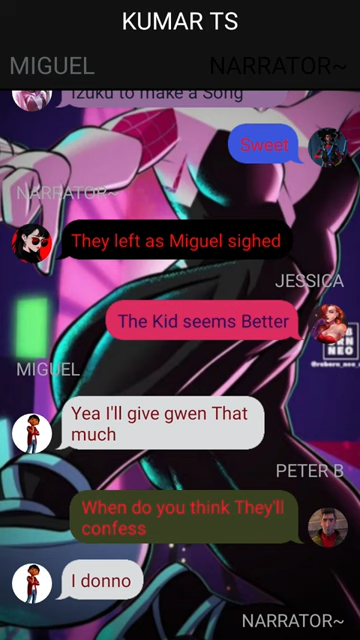 KUMAR TS
MIGUEL
NARRATOR~
Izuku to make a Song
Sweet
NARRATOR~
They left as Miguel sighed
JESSICA
The Kid seems Better
MIGUEL
Yea I'll give gwen That
much
PETER B
When do you think They'll
confess
I donno
NARRATOR~